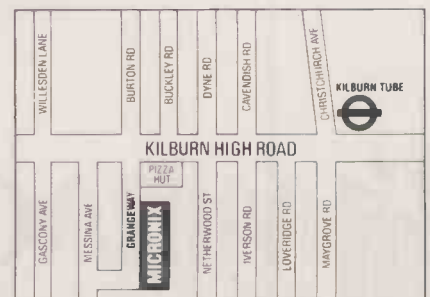 WILLESDEN LANE
BURTON RD
BUCKLEY RD
DYNE RD
CAVENDISH RD
CHRISTCHURCH AVE
KILBURN TUBE
KILBURN HIGH ROAD
PIZZA
HUT
GASCONY AVE
MESSINA AVE
GRANGEWAY
MICRONIX
NETHERWOOD ST
IVERSON RD
LOVERIDGE RD
MAYGROVE RD